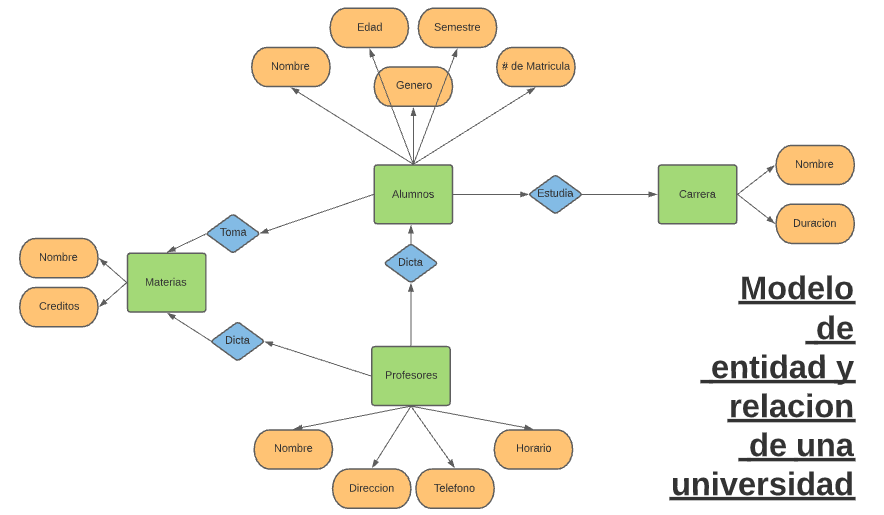 Edad
Semestre
Nombre
Genero
# de Matricula
Alumnos
Estudia
Carrera
Nombre
Duracion
Toma
Dicta
Nombre
Creditos
Materias
Dicta
Profesores
Nombre
Direccion
Telefono
Horario
Modelo
de
entidad y
relacion
de una
universidad